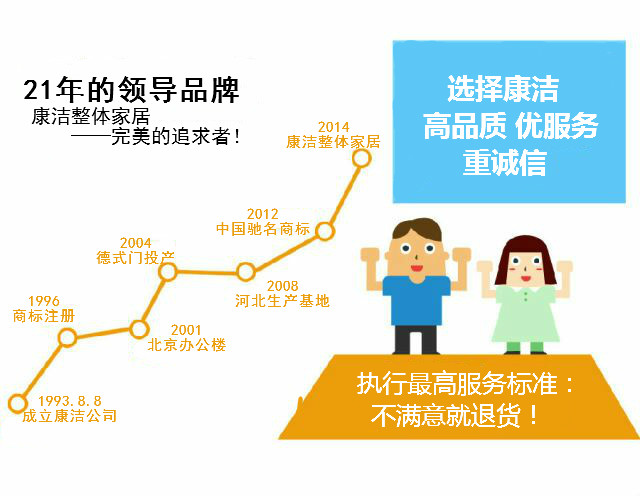 21年的领导品牌
康洁整体家居
——完美的追求者！
2014
康洁整体家居
2012
中国驰名商标
2004
德式门投产
2008
河北生产基地
1996
商标注册
2001
北京办公楼
1993.8.8
成立康洁公司
选择康洁
高品质 优服务
重诚信
执行最高服务标准：
不满意就退货！